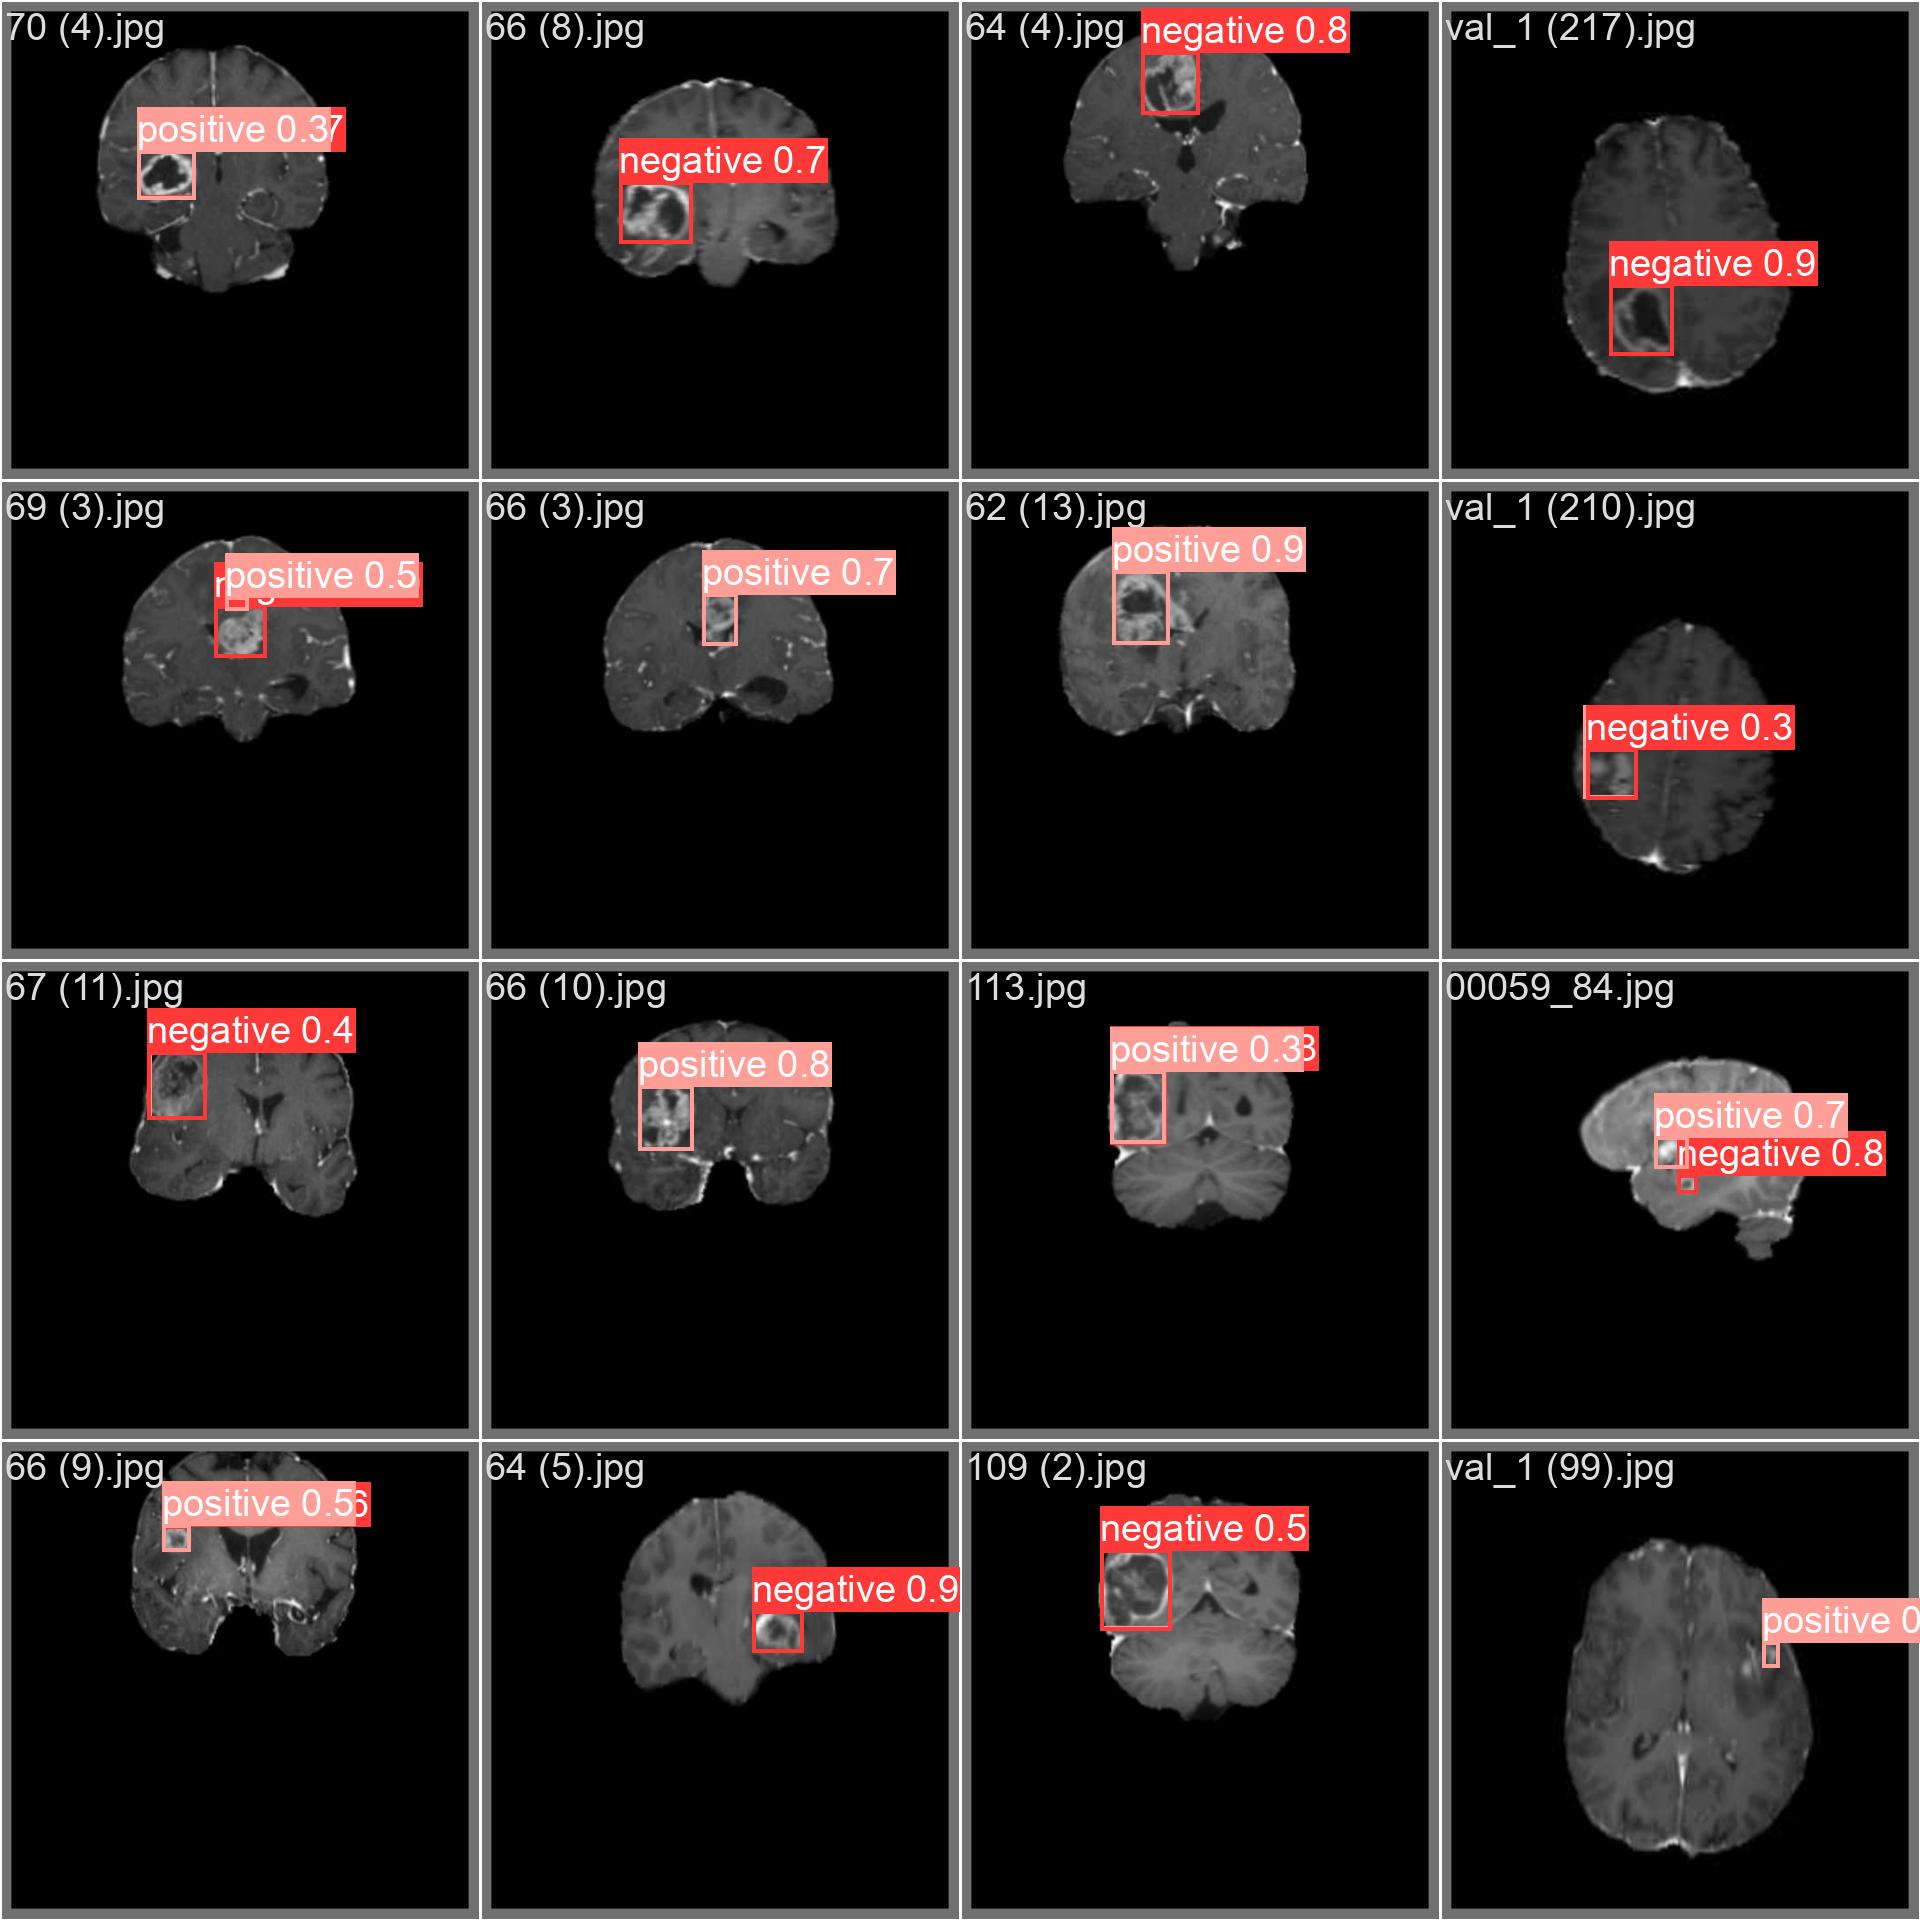 70 (4).jpg
positive 0.37
66 (8).jpg
negative 0.7
64 (4).jpg
negative 0.8
val_1 (217).jpg
negative 0.9
69 (3).jpg
positive 0.5
66 (3).jpg
positive 0.7
62 (13).jpg
positive 0.9
val_1 (210).jpg
negative 0.3
67 (11).jpg
negative 0.4
66 (10).jpg
positive 0.8
113.jpg
positive 0.3
00059_84.jpg
positive 0.7
negative 0.8
66 (9).jpg
positive 0.5
64 (5).jpg
negative 0.9
109 (2).jpg
negative 0.5
val_1 (99).jpg
positive 0